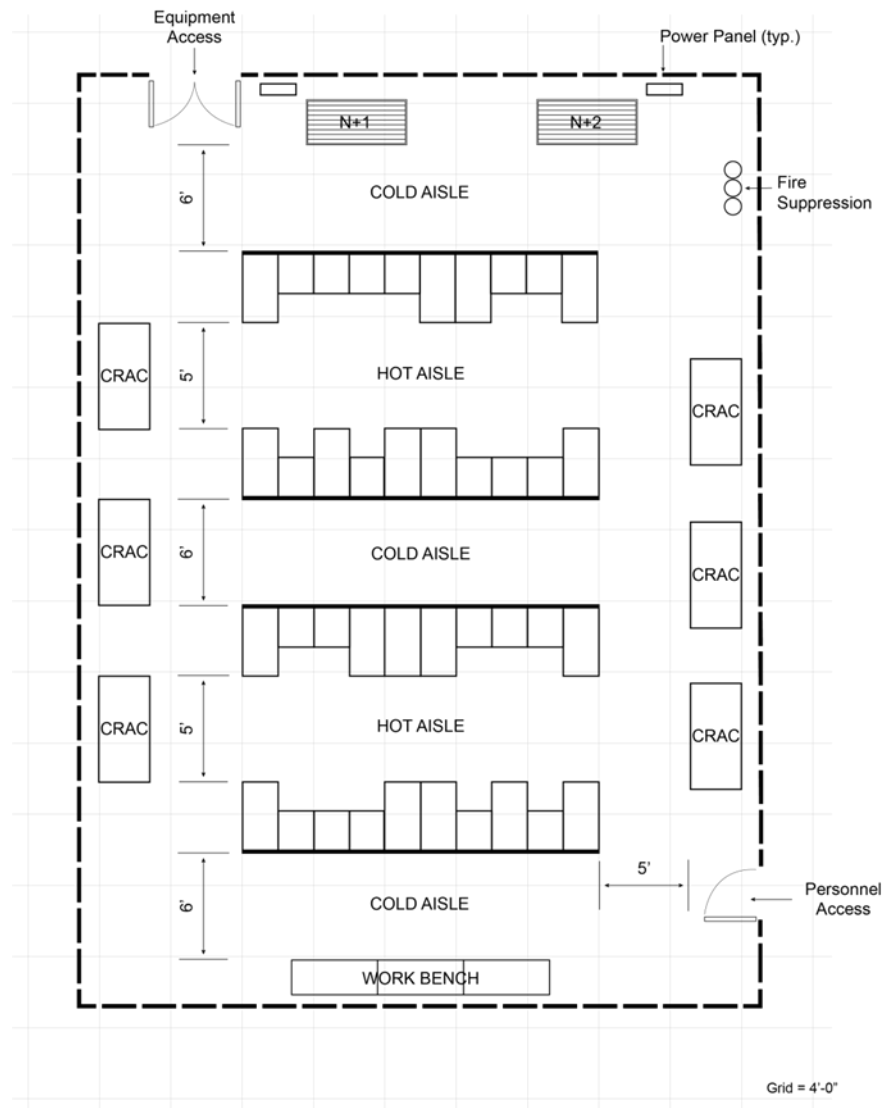 Equipment
Access
Power Panel (typ.)
N+1
N+2
6'
COLD AISLE
Fire
Suppression
CRAC
5'
HOT AISLE
CRAC
CRAC
6'
COLD AISLE
CRAC
CRAC
5'
HOT AISLE
CRAC
5'
6'
COLD AISLE
Personnel
Access
WORK BENCH
Grid = 4'-0"